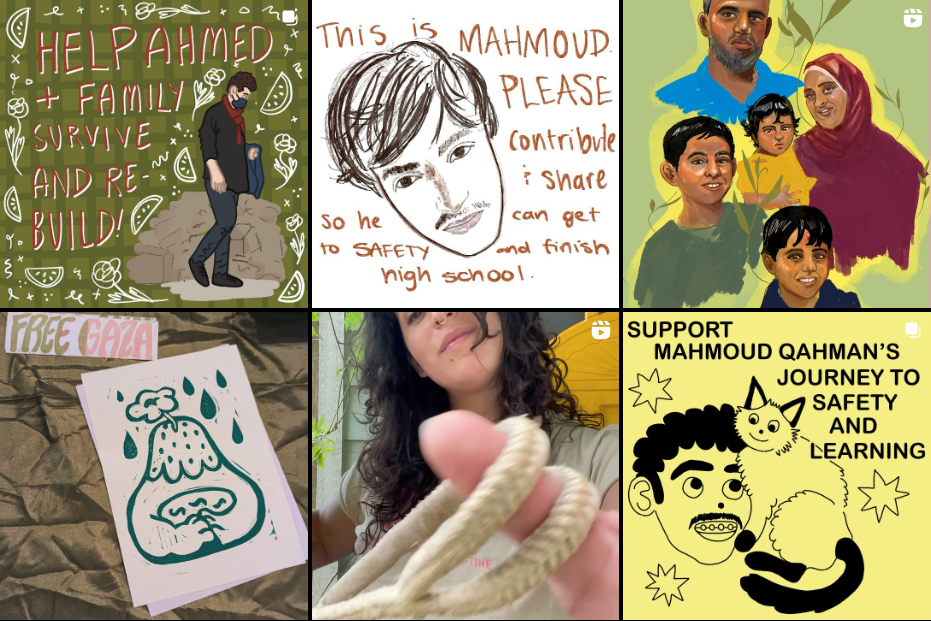 HELP AHMED
+ FAMILY
SURVIVE
AND RE-
BUILD!
This is MAHMOUD.
PLEASE
contribute
& share
so he can get
to SAFETY and finish
high school.
FREE GAZA
TINE
SUPPORT
MAHMOUD QAHMAN'S
JOURNEY TO
SAFETY
AND
LEARNING